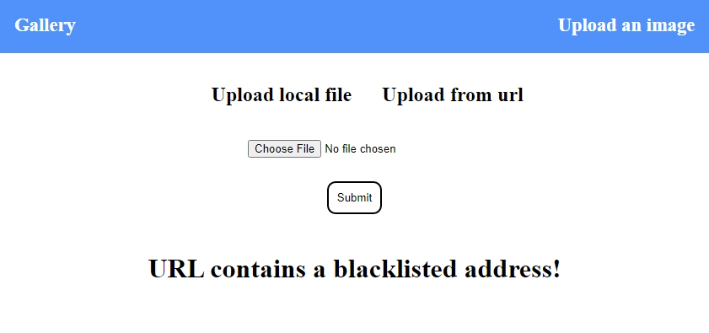 Gallery Upload an image
Upload local file Upload from url
Choose File No file chosen
Submit
URL contains a blacklisted address!